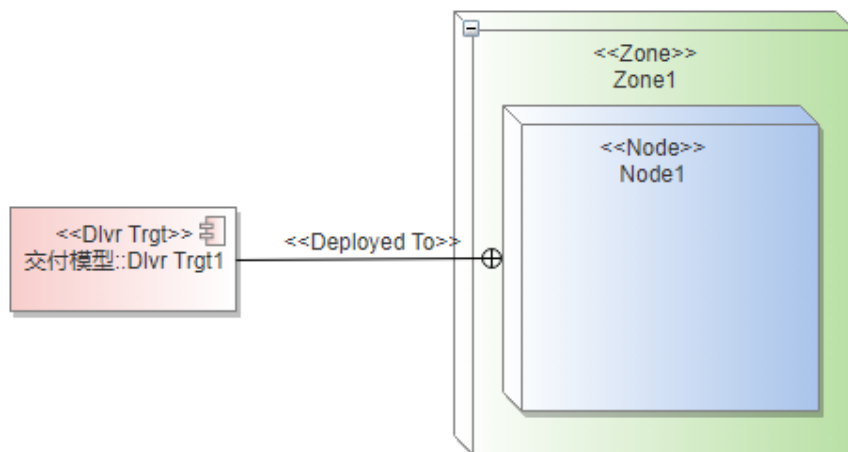 <<Zone>>
Zone1
<<Node>>
Node1
<<Dlvr Trgt>>
交付模型::Dlvr Trgt1
<<Deployed To>>